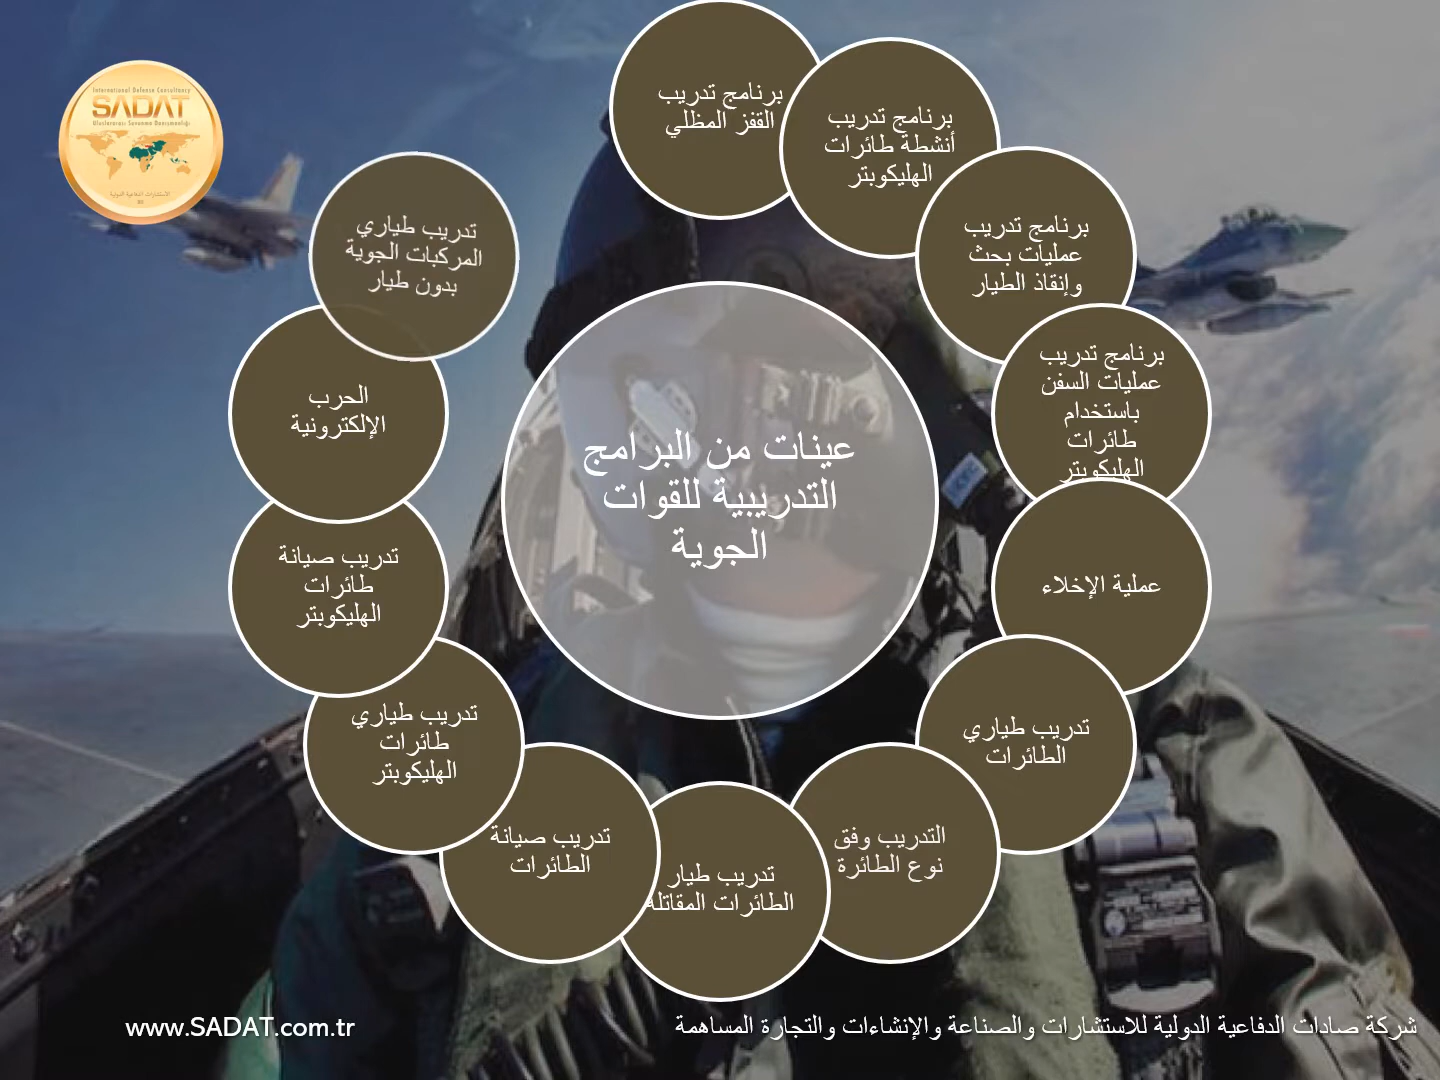 International Defense Consultancy
SADAT
Uluslararası Savunma Danışmanlığı
عينات من البرامج
التدريبية للقوات
الجوية
برنامج تدريب
القفز المظلي
برنامج تدريب
أنشطة طائرات
الهليكوبتر
برنامج تدريب
عمليات بحث
وإنقاذ الطيار
برنامج تدريب
عمليات السفن
باستخدام
طائرات
الهليكوبتر
عملية الإخلاء
تدريب طياري
الطائرات
التدريب وفق
نوع الطائرة
تدريب طيار
الطائرات المقاتلة
تدريب صيانة
الطائرات
تدريب طياري
طائرات
الهليكوبتر
تدريب صيانة
طائرات
الهليكوبتر
الحرب
الإلكترونية
تدريب طياري
المركبات الجوية
بدون طيار
شركة صادات الدفاعية الدولية للاستشارات والصناعة والإنشاءات والتجارة المساهمة
www.SADAT.com.tr